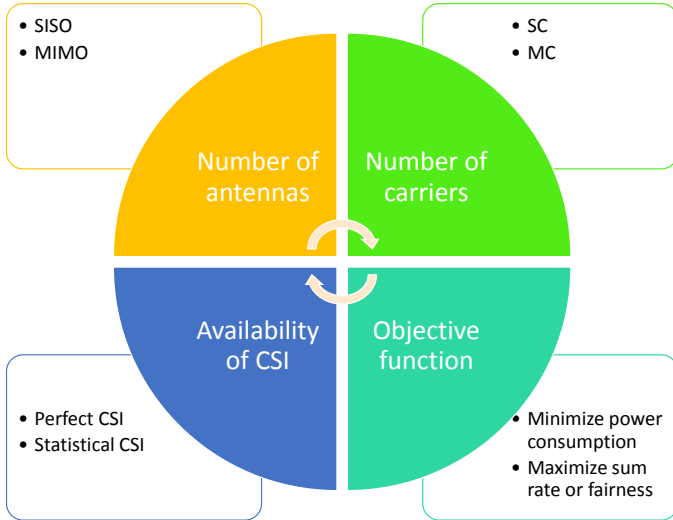 • SISO
• MIMO
• SC
• MC
Number of
antennas
Number of
carriers
Availability
of CSI
Objective
function
• Perfect CSI
• Statistical CSI
• Minimize power
consumption
• Maximize sum
rate or fairness